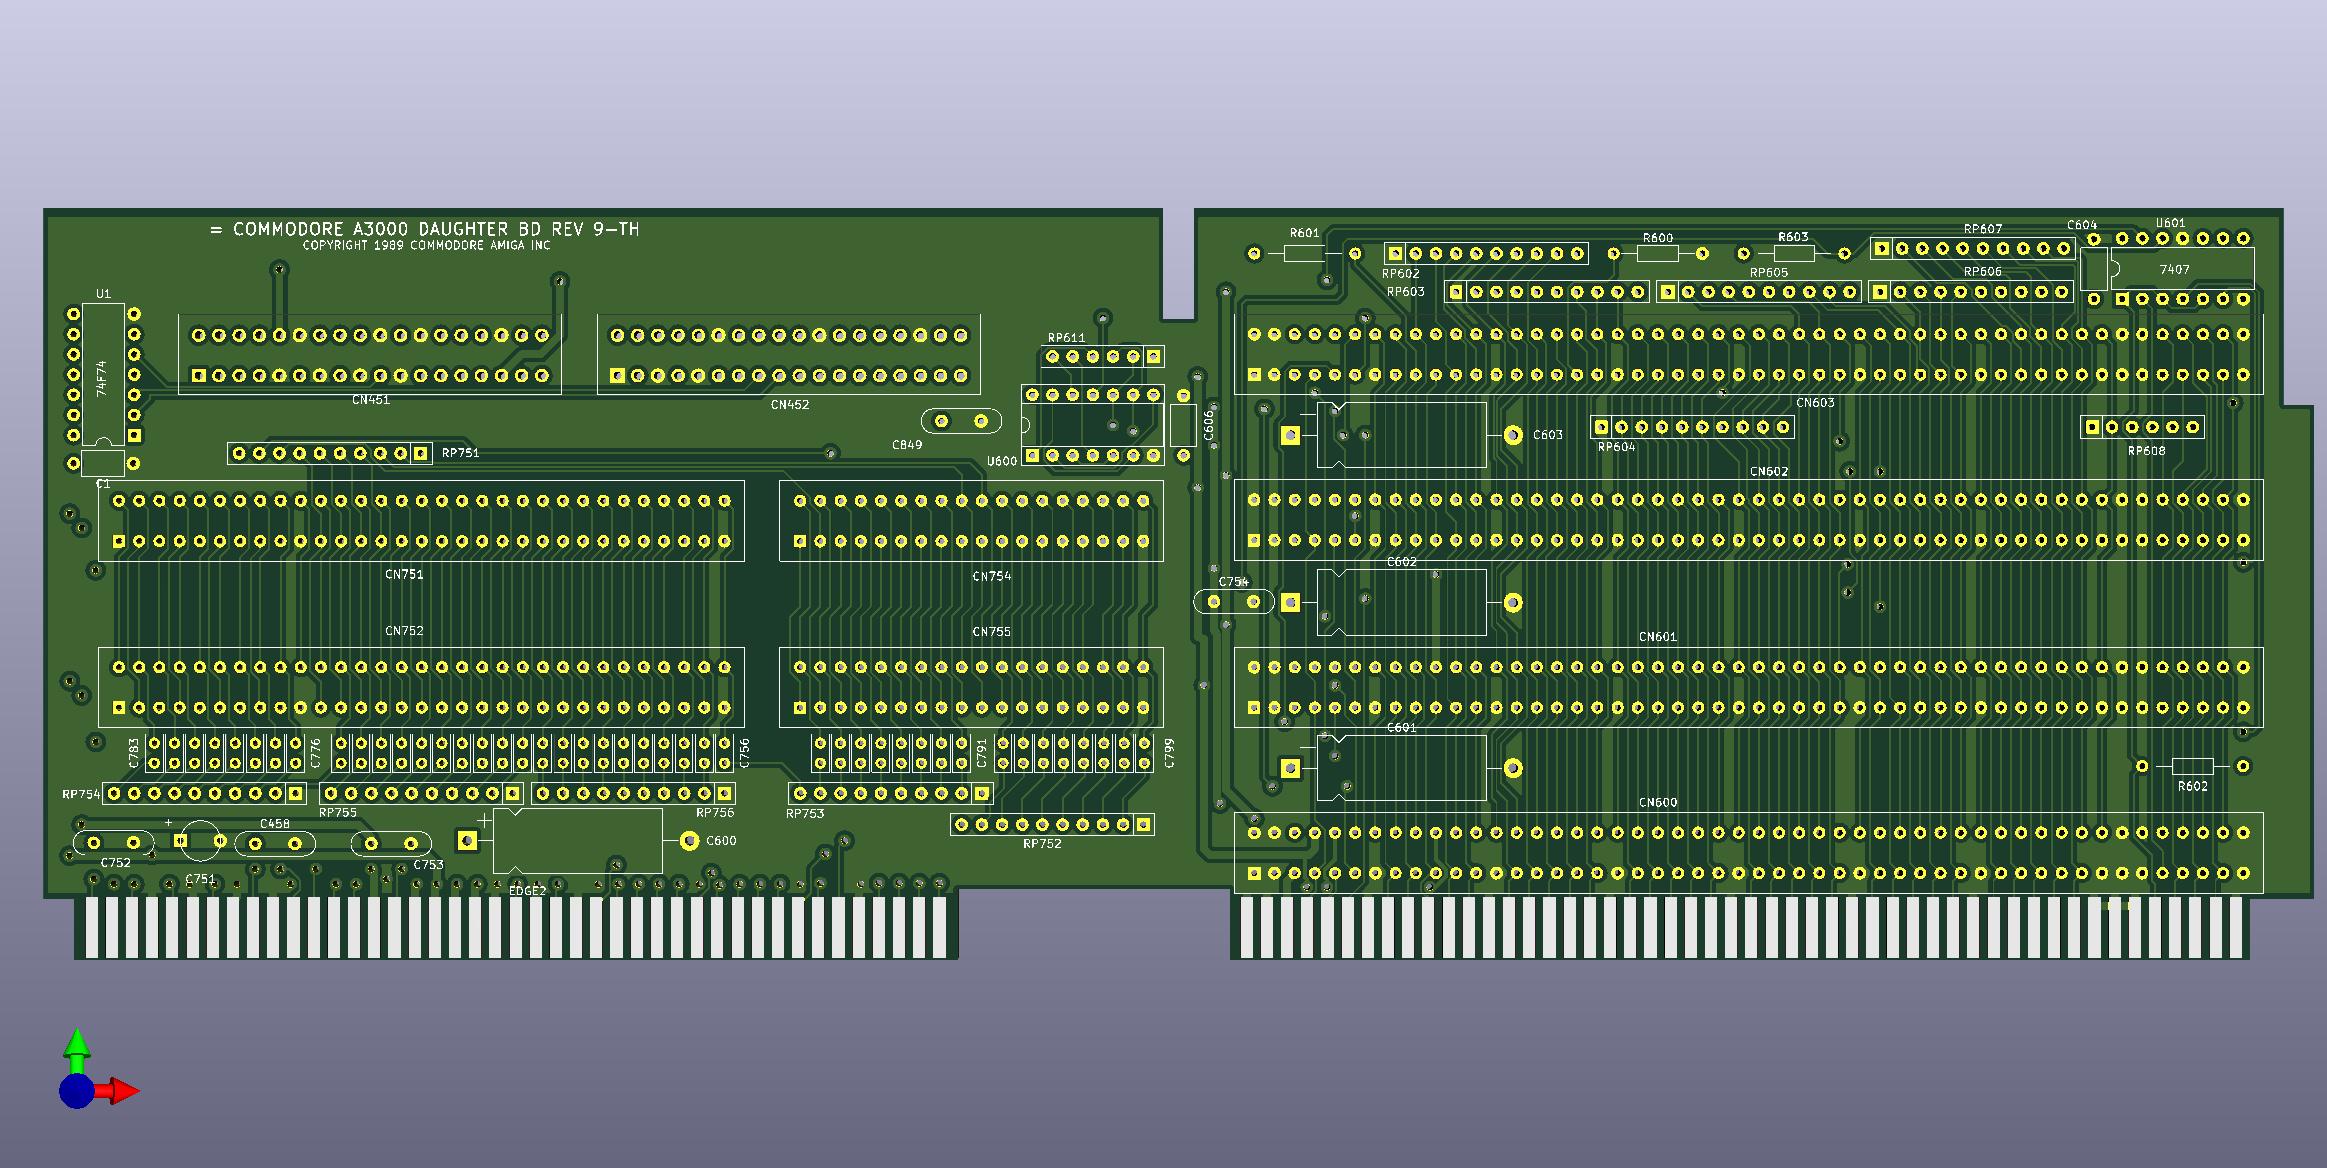 = COMMODORE A3000 DAUGHTER BD REV 9-TH
COPYRIGHT 1989 COMMODORE AMIGA INC
R601
R600
R603
RP607
C604
U601
RP602
RP603
RP605
RP606
7407
U1
74F74
C1
CN451
CN452
RP611
C606
U600
C849
RP751
CN603
C603
RP604
RP608
CN602
CN751
CN754
C602
C754
CN752
CN755
CN601
C783
C776
C756
C791
C799
C601
R602
RP754
RP755
RP756
RP753
CN600
+
C458
C752
C751
C753
+
C600
RP752
EDGE2